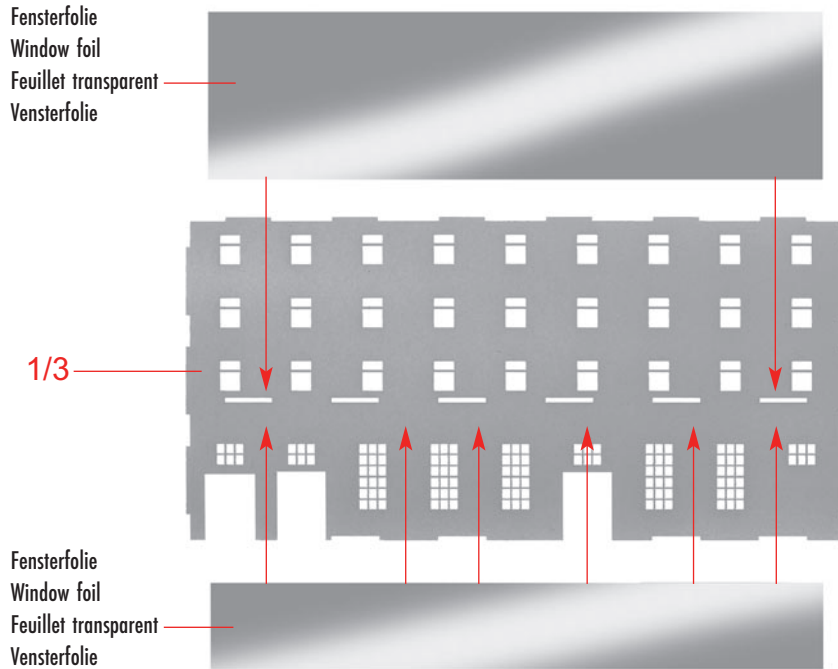 Fensterfolie
Window foil
Feuillet transparent
Vensterfolie
1/3
Fensterfolie
Window foil
Feuillet transparent
Vensterfolie